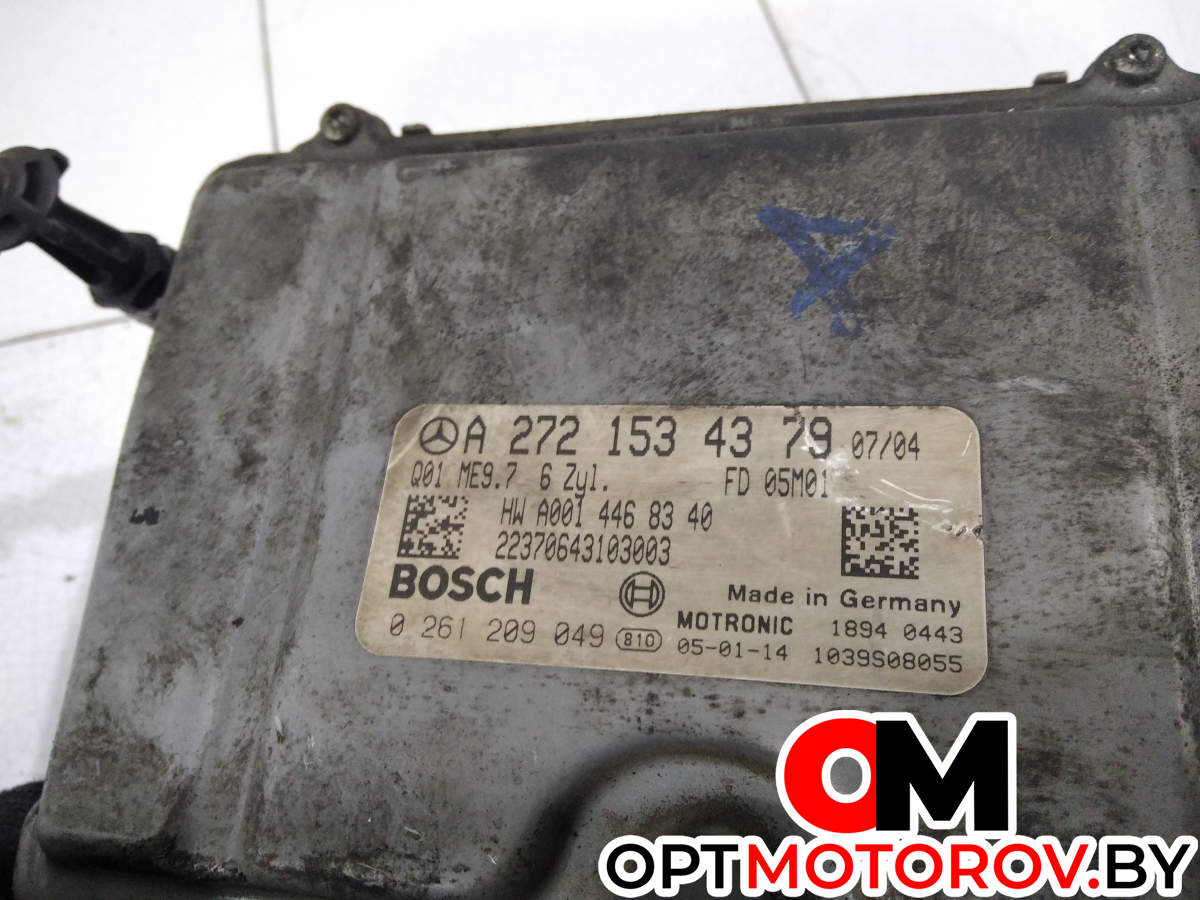 A 272 153 43 79 07/04
Q01 ME9.7 6 Zyl. FD 05M01
HW A001 446 83 40
22370643103003
BOSCH
Made in Germany
0 261 209 049 810 MOTRONIC 1894 0443
05-01-14 1039S08055
OM
OPTMOTOROV.BY